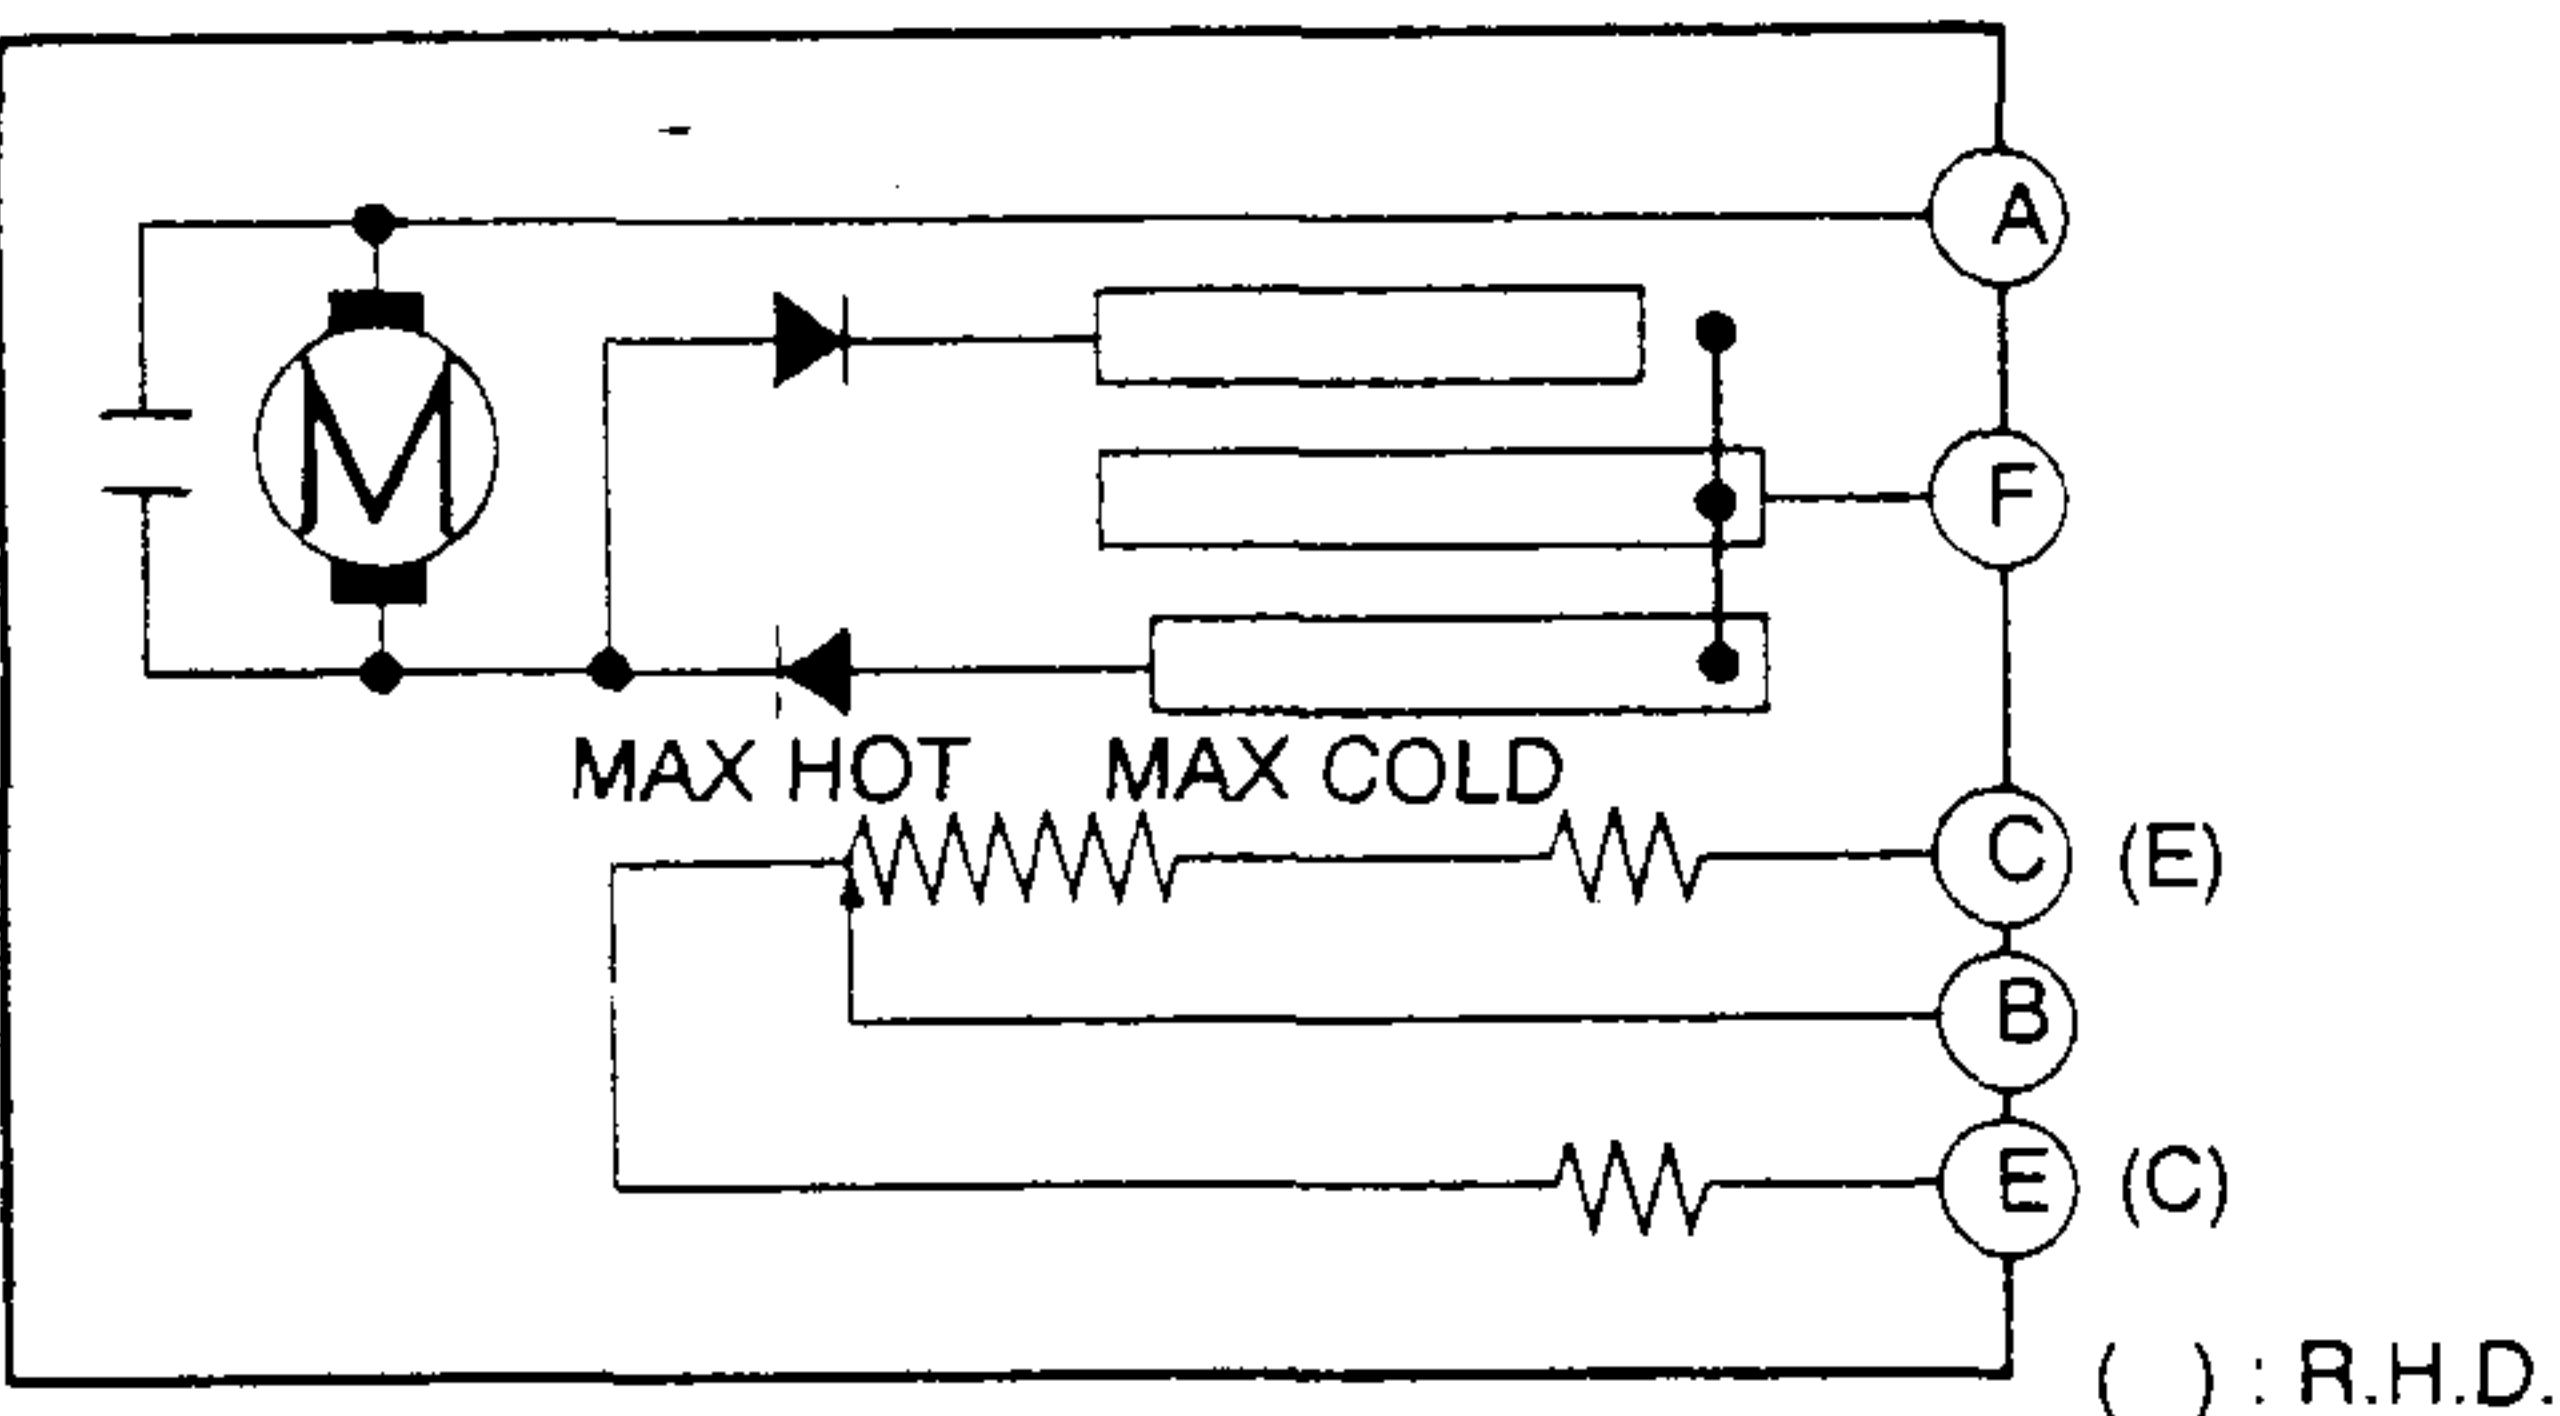 A
M
F
MAX HOT MAX COLD
C (E)
B
E (C)
( ) : R.H.D.